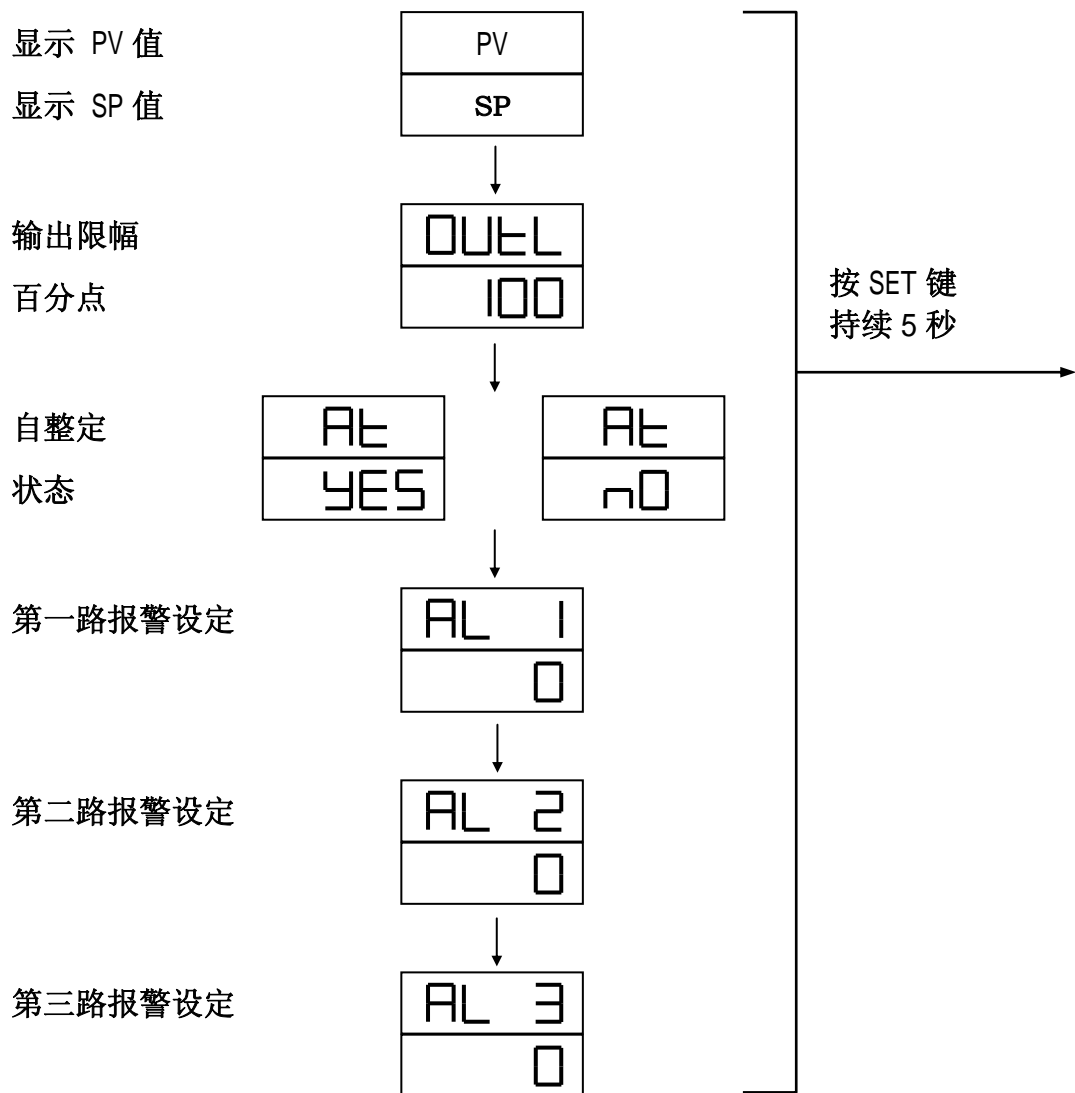 显示 PV 值
PV
显示 SP 值
SP
输出限幅
OUtL
百分点
100
按 SET 键
持续 5 秒
自整定
At
At
状态
YES
nO
第一路报警设定
AL 1
0
第二路报警设定
AL 2
0
第三路报警设定
AL 3
0